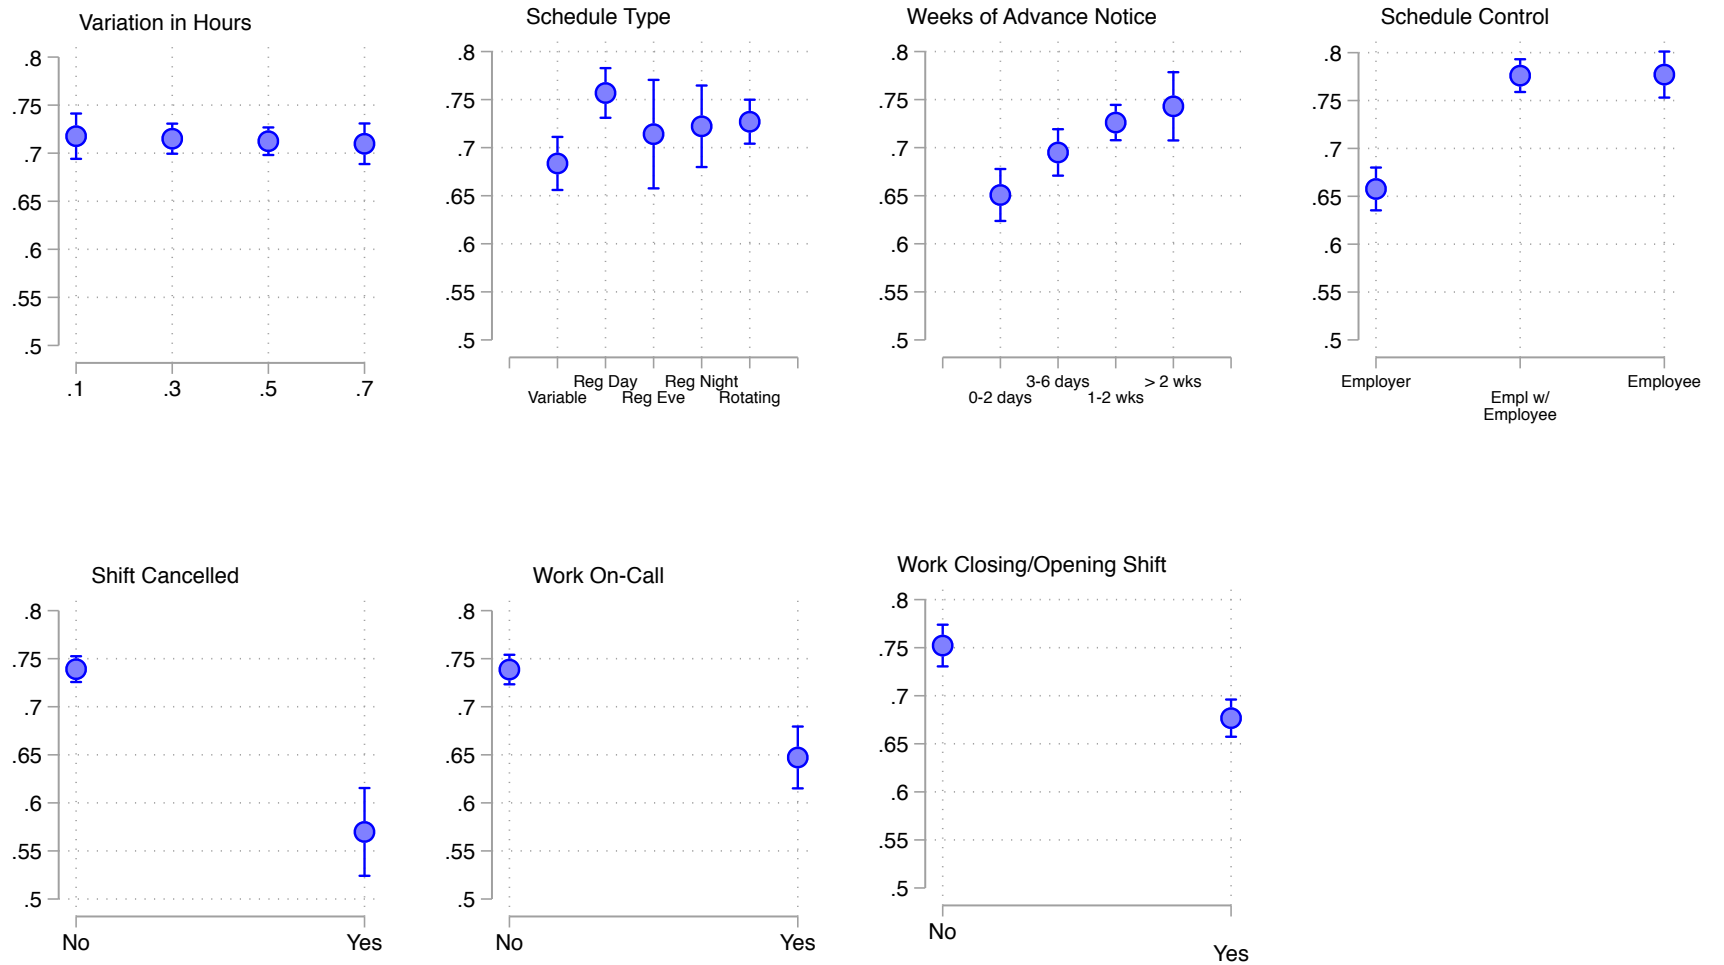 Variation in Hours
.8
.75
.7
.65
.6
.55
.5
.1 .3 .5 .7
Schedule Type
.8
.75
.7
.65
.6
.55
.5
Reg Day Reg Night
Variable Reg Eve Rotating
Weeks of Advance Notice
.8
.75
.7
.65
.6
.55
.5
3-6 days > 2 wks
0-2 days 1-2 wks
Schedule Control
.8
.75
.7
.65
.6
.55
.5
Employer Employee
Empl w/
Employee
Shift Cancelled
.8
.75
.7
.65
.6
.55
.5
No Yes
Work On-Call
.8
.75
.7
.65
.6
.55
.5
No Yes
Work Closing/Opening Shift
.8
.75
.7
.65
.6
.55
.5
No
Yes